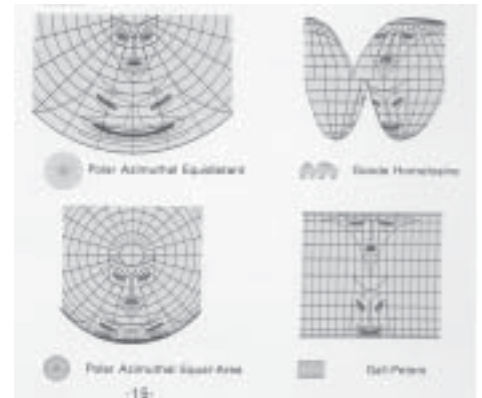 Polar Azimuthal Equidistant
Goode Homolosine
Polar Azimuthal Equal-Area
Gall-Peters
-15-